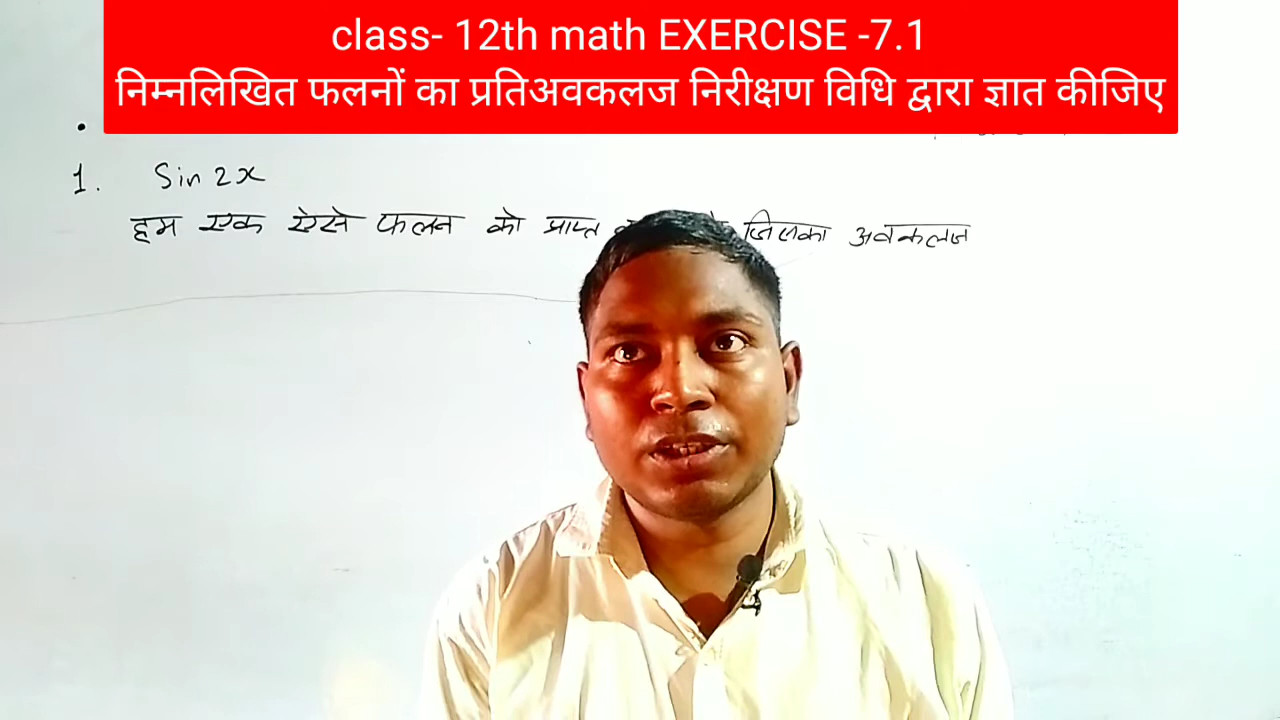 class- 12th math EXERCISE -7.1
निम्नलिखित फलनों का प्रतिअवकलज निरीक्षण विधि द्वारा ज्ञात कीजिए
1. Sin 2x
हम एक ऐसे फलन को प्राप्त जिसका अवकलज